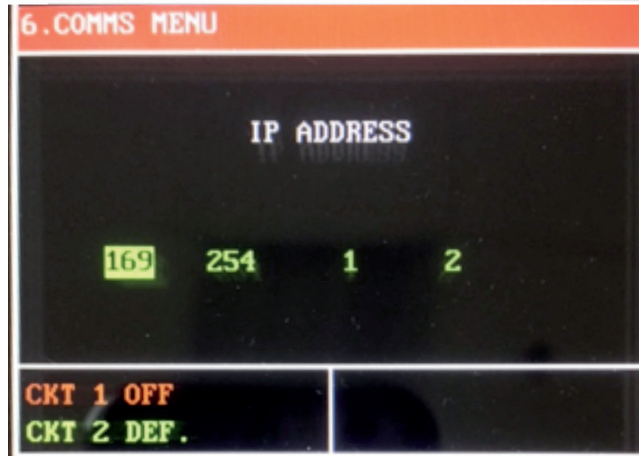 6.COMMS MENU
IP ADDRESS
169 254 1 2
CKT 1 OFF
CKT 2 DEF.